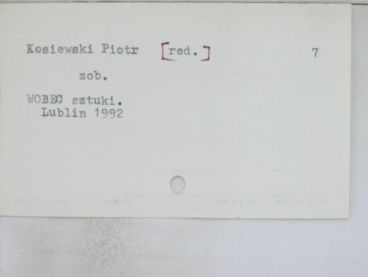 Kosiewski Piotr [red.] 7
zob.
WOBEC sztuki.
Lublin 1992